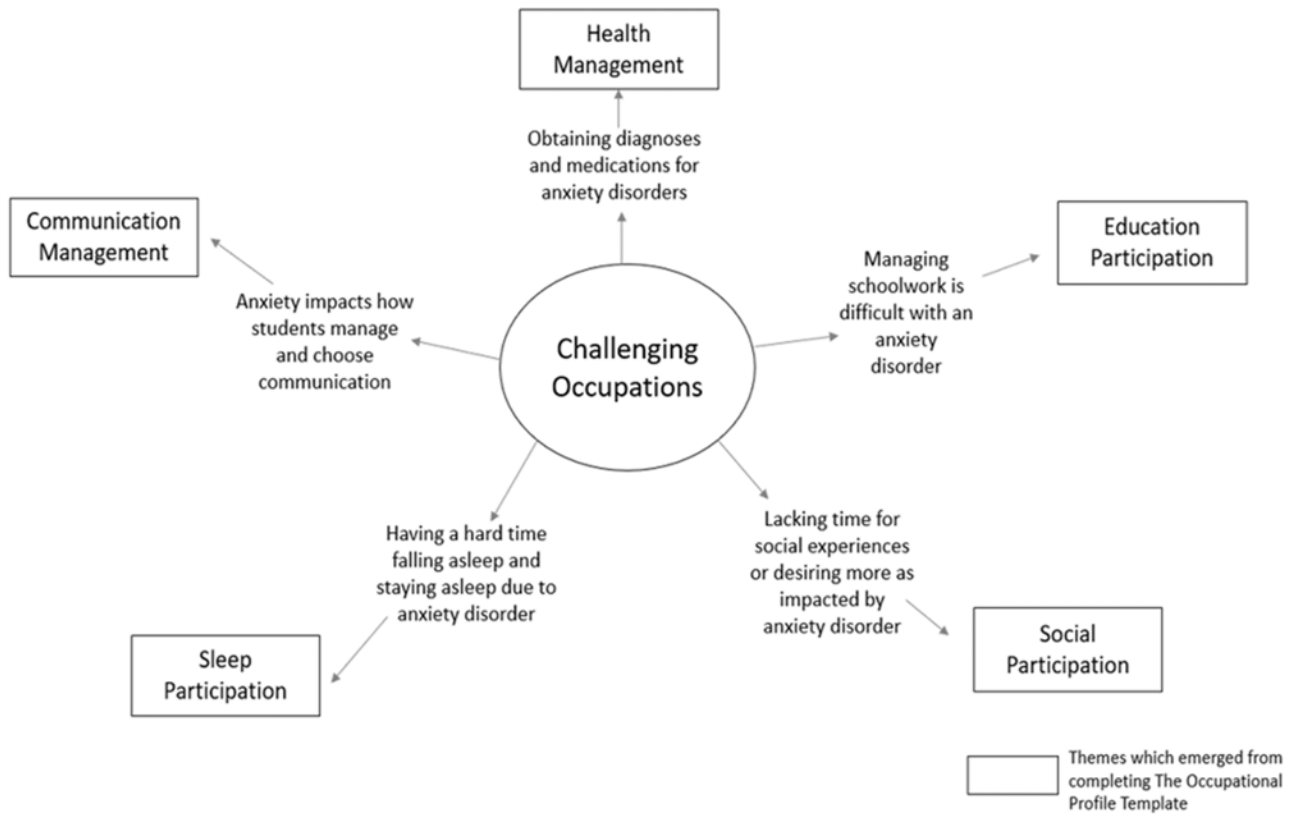 Health
Management
Obtaining diagnoses
and medications for
anxiety disorders
Communication
Management
Anxiety impacts how
students manage
and choose
communication
Challenging
Occupations
Managing
schoolwork is
difficult with an
anxiety
disorder
Education
Participation
Having a hard time
falling asleep and
staying asleep due to
anxiety disorder
Sleep
Participation
Lacking time for
social experiences
or desiring more as
impacted by
anxiety disorder
Social
Participation
Themes which emerged from
completing The Occupational
Profile Template